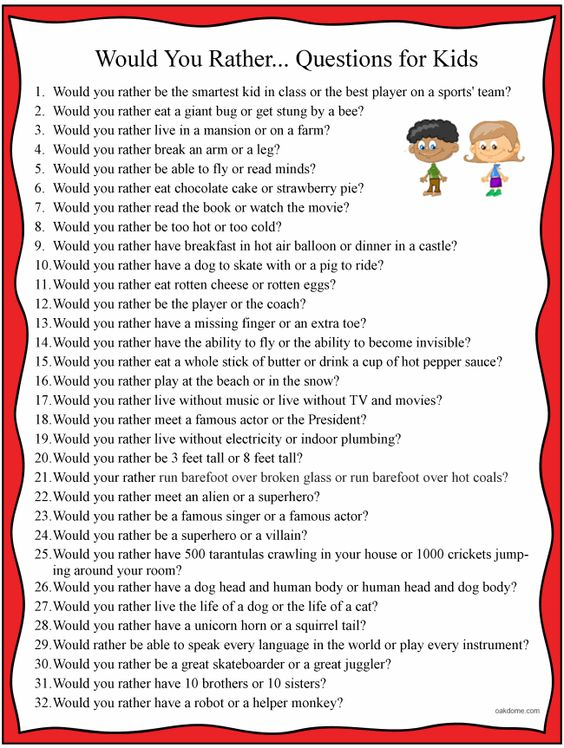 Would You Rather... Questions for Kids
1. Would you rather be the smartest kid in class or the best player on a sports' team?
2. Would you rather eat a giant bug or get stung by a bee?
3. Would you rather live in a mansion or on a farm?
4. Would you rather break an arm or a leg?
5. Would you rather be able to fly or read minds?
6. Would you rather eat chocolate cake or strawberry pie?
7. Would you rather read the book or watch the movie?
8. Would you rather be too hot or too cold?
9. Would you rather have breakfast in hot air balloon or dinner in a castle?
10. Would you rather have a dog to skate with or a pig to ride?
11. Would you rather eat rotten cheese or rotten eggs?
12. Would you rather be the player or the coach?
13. Would you rather have a missing finger or an extra toe?
14. Would you rather have the ability to fly or the ability to become invisible?
15. Would you rather eat a whole stick of butter or drink a cup of hot pepper sauce?
16. Would you rather play at the beach or in the snow?
17. Would you rather live without music or live without TV and movies?
18. Would you rather meet a famous actor or the President?
19. Would you rather live without electricity or indoor plumbing?
20. Would you rather be 3 feet tall or 8 feet tall?
21. Would your rather run barefoot over broken glass or run barefoot over hot coals?
22. Would you rather meet an alien or a superhero?
23. Would you rather be a famous singer or a famous actor?
24. Would you rather be a superhero or a villain?
25. Would you rather have 500 tarantulas crawling in your house or 1000 crickets jump-
ing around your room?
26. Would you rather have a dog head and human body or human head and dog body?
27. Would you rather live the life of a dog or the life of a cat?
28. Would you rather have a unicorn horn or a squirrel tail?
29. Would rather be able to speak every language in the world or play every instrument?
30. Would you rather be a great skateboarder or a great juggler?
31. Would you rather have 10 brothers or 10 sisters?
32. Would you rather have a robot or a helper monkey?
oakdome.com